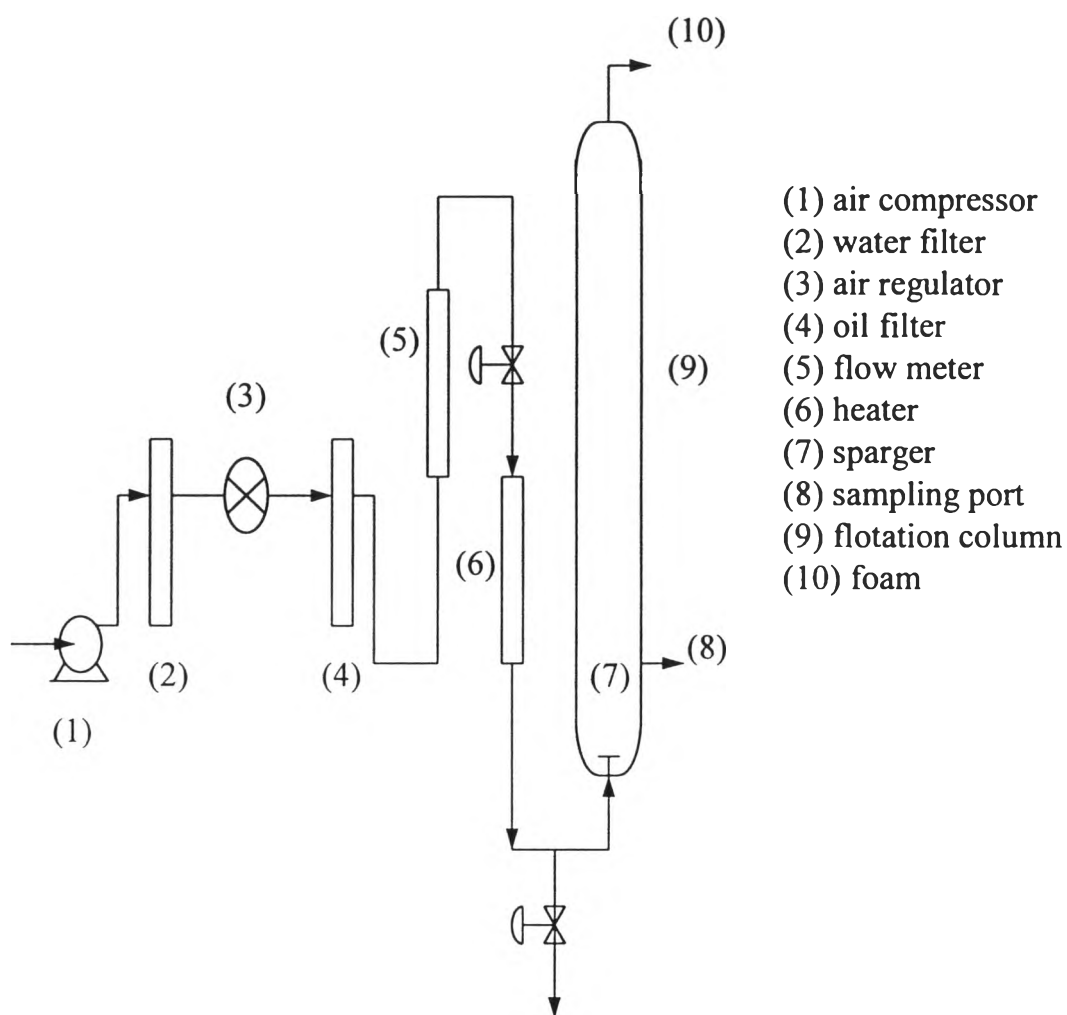 (10)
(5)
(9)
(3)
(6)
(2)
(4)
(7)
(8)
(1)
(1) air compressor
(2) water filter
(3) air regulator
(4) oil filter
(5) flow meter
(6) heater
(7) sparger
(8) sampling port
(9) flotation column
(10) foam